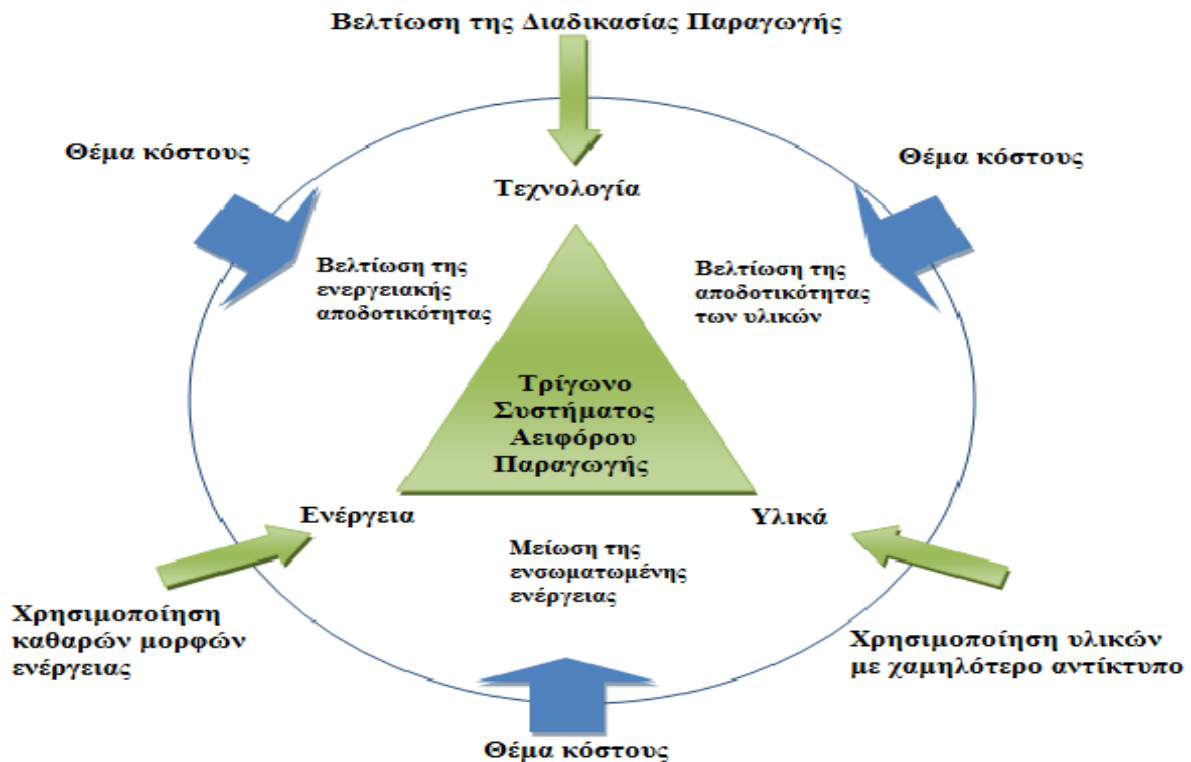 Βελτίωση της Διαδικασίας Παραγωγής
Θέμα κόστους
Θέμα κόστους
Τεχνολογία
Βελτίωση της
ενεργειακής
αποδοτικότητας
Βελτίωση της
αποδοτικότητας
των υλικών
Τρίγωνο
Συστήματος
Αειφόρου
Παραγωγής
Ενέργεια
Υλικά
Μείωση της
ενσωματωμένης
ενέργειας
Χρησιμοποίηση
καθαρών μορφών
ενέργειας
Χρησιμοποίηση υλικών
με χαμηλότερο αντίκτυπο
Θέμα κόστους